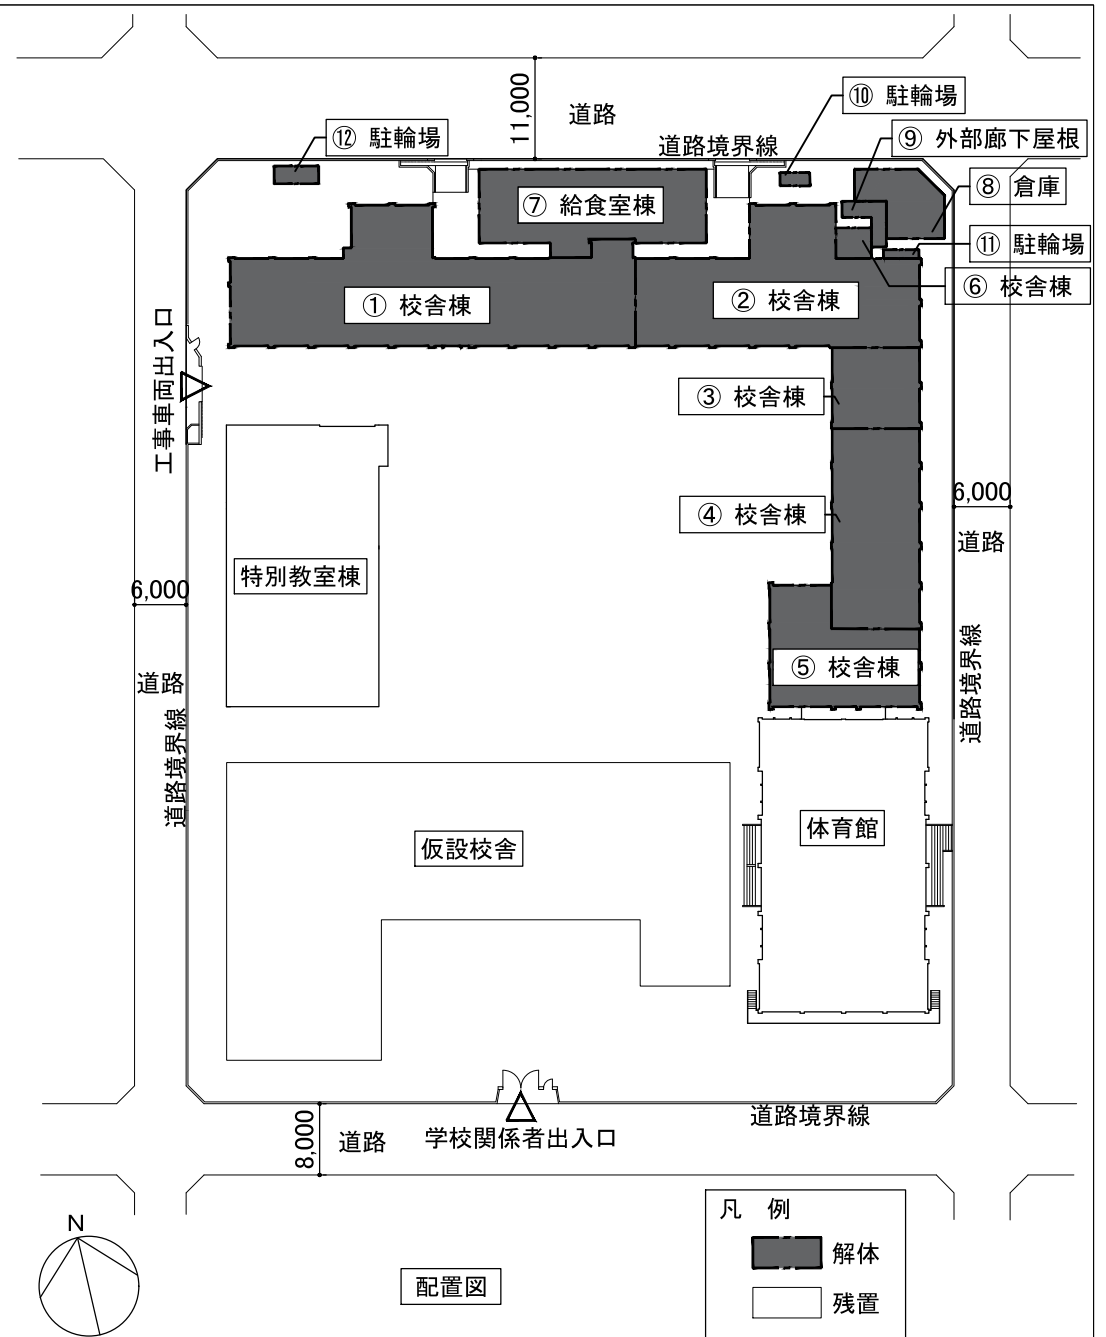 11,000
道路
⑩ 駐輪場
⑫ 駐輪場
道路境界線
⑨ 外部廊下屋根
⑦ 給食室棟
⑧ 倉庫
⑪ 駐輪場
① 校舎棟
② 校舎棟
⑥ 校舎棟
工事車両出入口
③ 校舎棟
④ 校舎棟
6,000
道路
特別教室棟
6,000
道路
⑤ 校舎棟
道路境界線
道路境界線
体育館
仮設校舎
道路境界線
8,000
道路
学校関係者出入口
N
配置図
凡 例
解体
残置